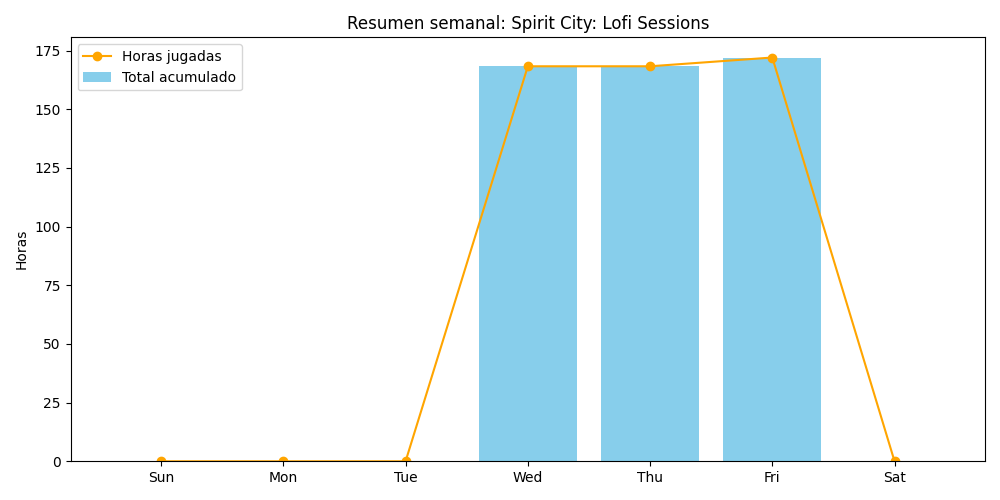 Resumen semanal: Spirit City: Lofi Sessions
Horas jugadas
Total acumulado
Horas
175
150
125
100
75
50
25
0
Sun Mon Tue Wed Thu Fri Sat